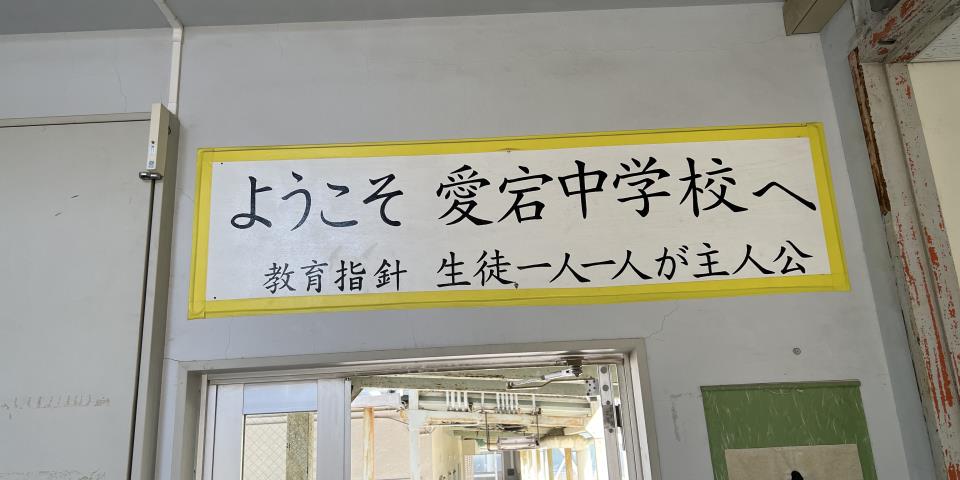 ようこそ 愛宕中学校へ
教育指針 生徒一人一人が主人公